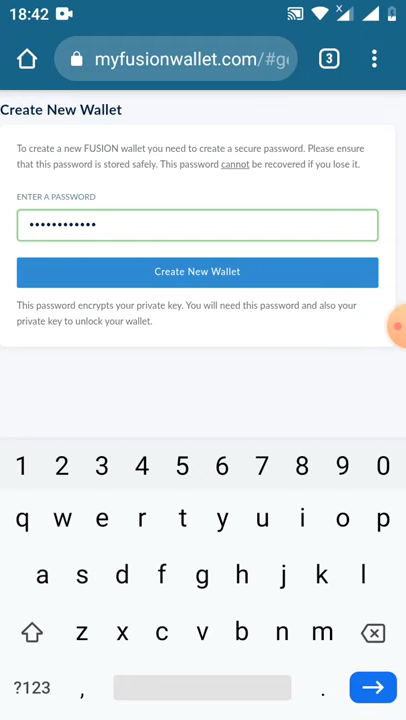 18:42
myfusionwallet.com/#ge
3
Create New Wallet
To create a new FUSION wallet you need to create a secure password. Please ensure
that this password is stored safely. This password cannot be recovered if you lose it.
ENTER A PASSWORD
••••••••••••
Create New Wallet
This password encrypts your private key. You will need this password and also your
private key to unlock your wallet.
1 2 3 4 5 6 7 8 9 0
q w e r t y u i o p
a s d f g h j k l
z x c v b n m
?123 , .